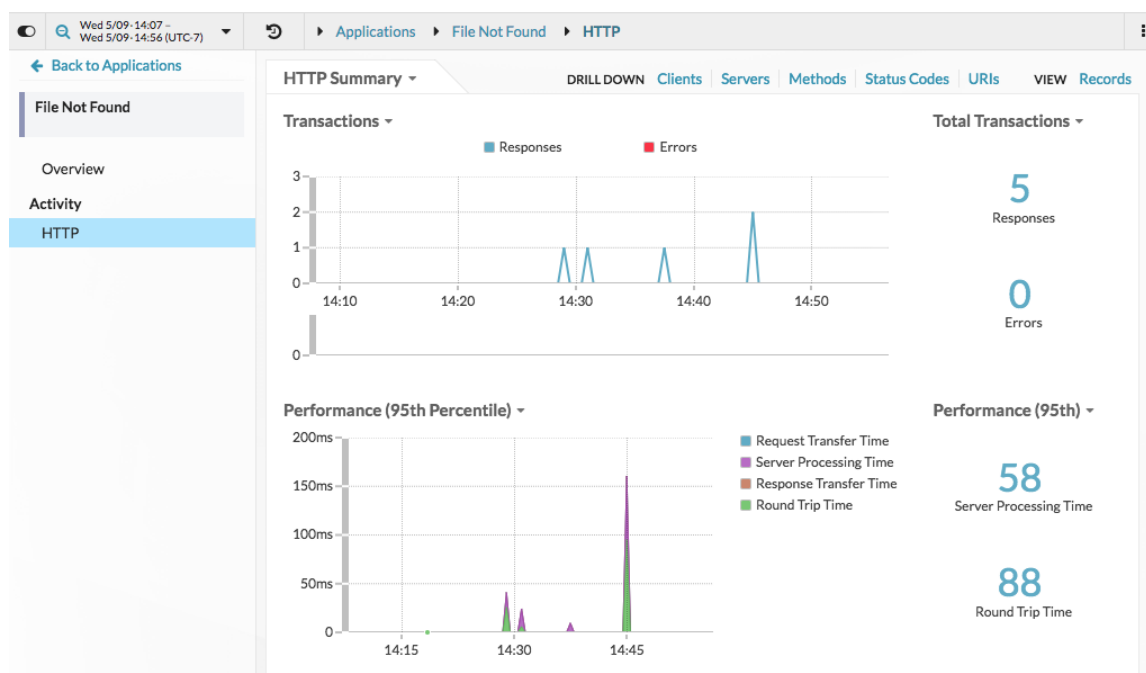 Wed 5/09-14:07 –
Wed 5/09-14:56 (UTC-7)
Applications
File Not Found
HTTP
Back to Applications
File Not Found
Overview
Activity
HTTP
HTTP Summary
DRILL DOWN Clients Servers Methods Status Codes URIs VIEW Records
Transactions
Responses Errors
3
2
1
0
14:10 14:20 14:30 14:40 14:50
0
Total Transactions
5
Responses
0
Errors
Performance (95th Percentile)
200ms
150ms
100ms
50ms
0
14:15 14:30 14:45
Request Transfer Time
Server Processing Time
Response Transfer Time
Round Trip Time
Performance (95th)
58
Server Processing Time
88
Round Trip Time